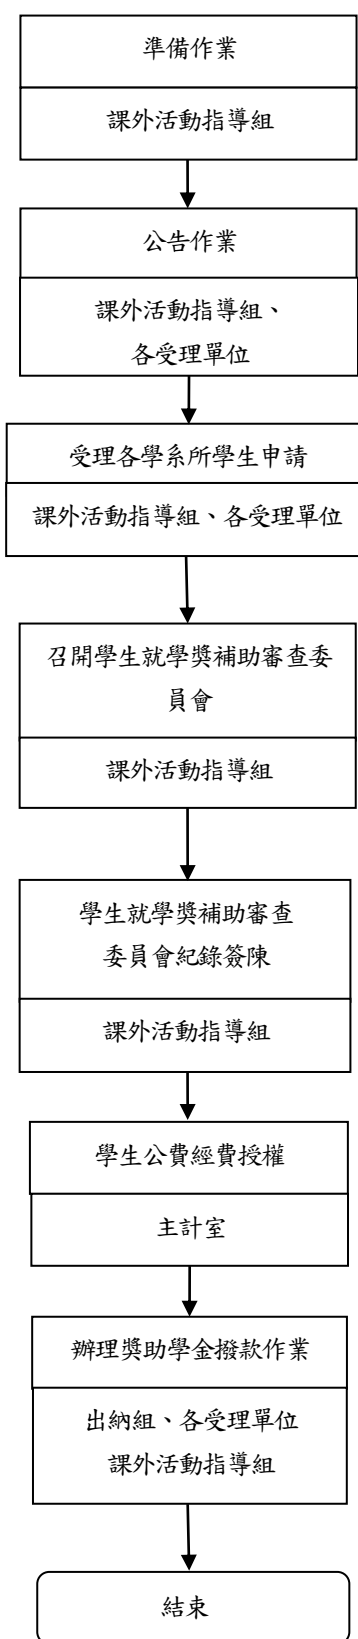 準備作業
課外活動指導組
公告作業
課外活動指導組、
各受理單位
受理各學系所學生申請
課外活動指導組、各受理單位
召開學生就學獎補助審查委
員會
課外活動指導組
學生就學獎補助審查
委員會紀錄簽陳
課外活動指導組
學生公費經費授權
主計室
辦理獎助學金撥款作業
出納組、各受理單位
課外活動指導組
結束